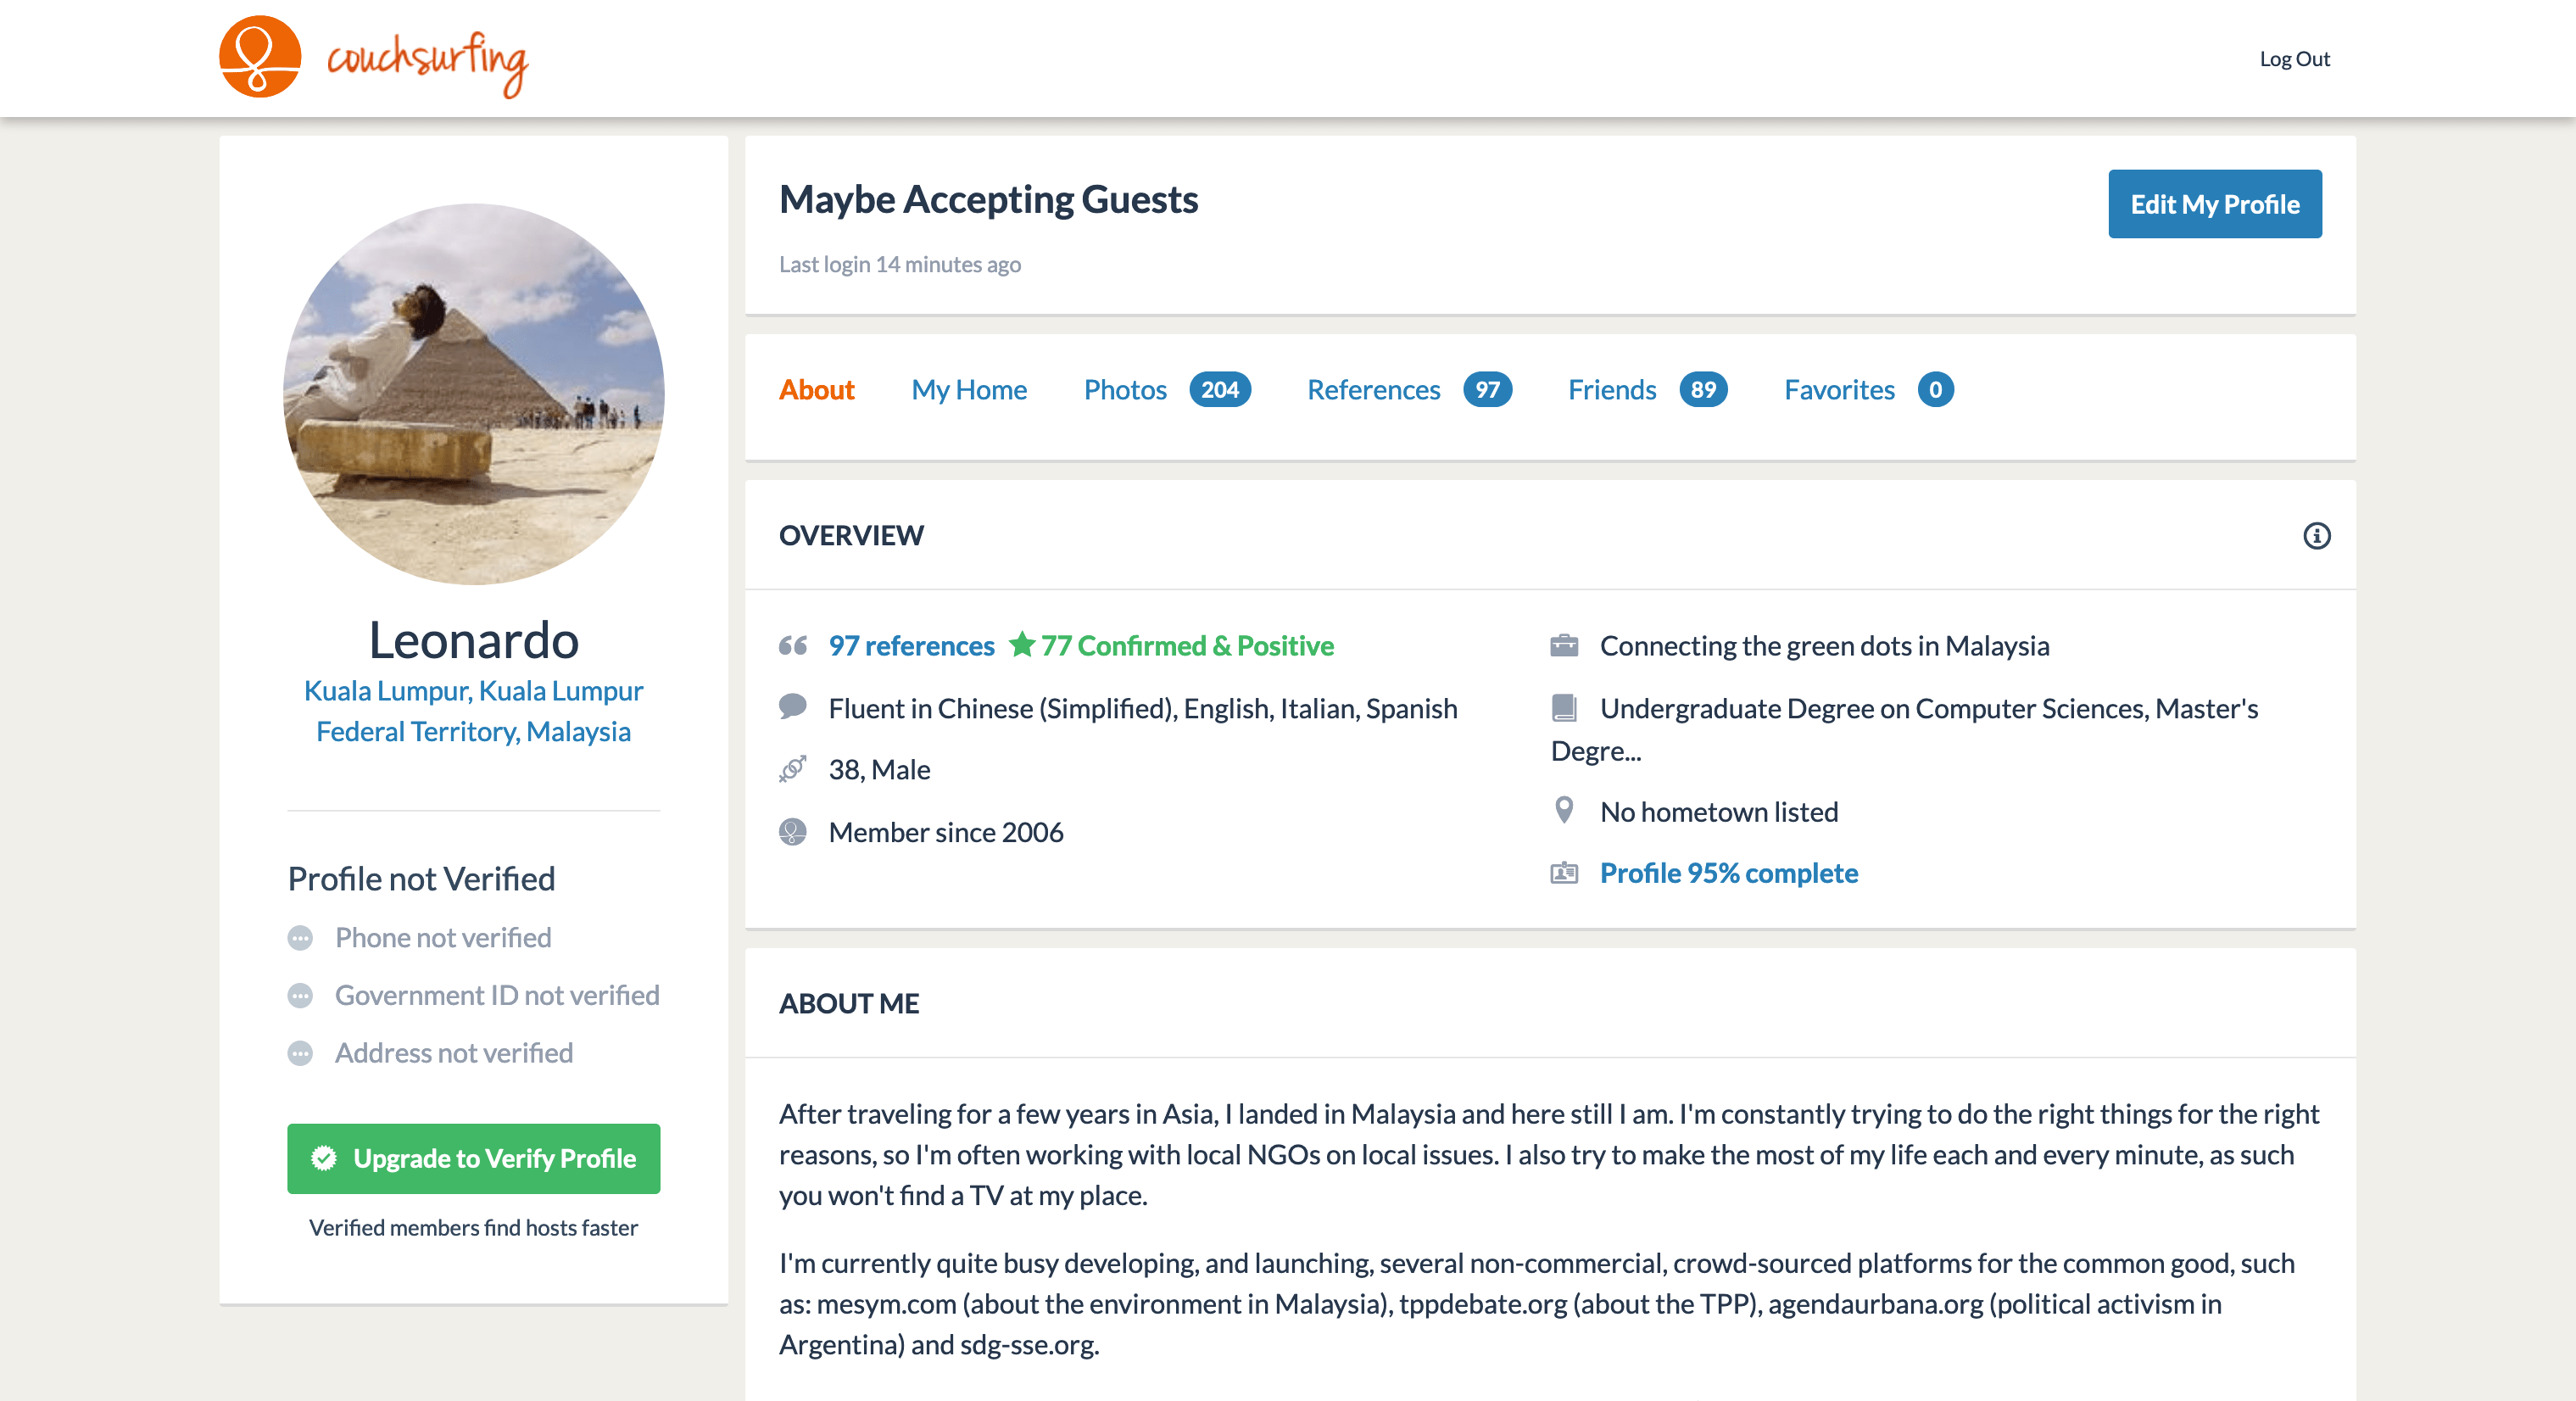 couchsurfing
Log Out
Leonardo
Kuala Lumpur, Kuala Lumpur
Federal Territory, Malaysia
Profile not Verified
Phone not verified
Government ID not verified
Address not verified
Upgrade to Verify Profile
Verified members find hosts faster
Maybe Accepting Guests
Edit My Profile
Last login 14 minutes ago
About My Home Photos 204 References 97 Friends 89 Favorites 0
OVERVIEW
97 references 77 Confirmed & Positive
Fluent in Chinese (Simplified), English, Italian, Spanish
38, Male
Member since 2006
Connecting the green dots in Malaysia
Undergraduate Degree on Computer Sciences, Master's
Degre...
No hometown listed
Profile 95% complete
ABOUT ME
After traveling for a few years in Asia, I landed in Malaysia and here still I am. I'm constantly trying to do the right things for the right
reasons, so I'm often working with local NGOs on local issues. I also try to make the most of my life each and every minute, as such
you won't find a TV at my place.
I'm currently quite busy developing, and launching, several non-commercial, crowd-sourced platforms for the common good, such
as: mesym.com (about the environment in Malaysia), tppdebate.org (about the TPP), agendaurbana.org (political activism in
Argentina) and sdg-sse.org.